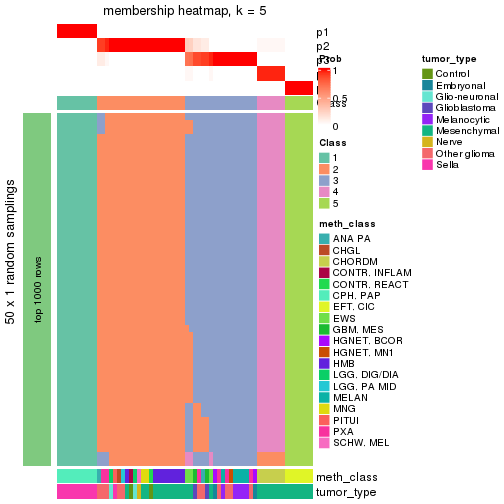 membership heatmap, k = 5
p1
p2
p3
Prob
1
0.5
0
Class
1
2
3
4
5
meth_class
ANA PA
CHGL
CHORDM
CONTR. INFLAM
CONTR. REACT
CPH. PAP
EFT. CIC
EWS
GBM. MES
HGNET. BCOR
HGNET. MN1
HMB
LGG. DIG/DIA
LGG. PA MID
MELAN
MNG
PITUI
PXA
SCHW. MEL
tumor_type
Control
Embryonal
Glio-neuronal
Glioblastoma
Melanocytic
Mesenchymal
Nerve
Other glioma
Sella
50 x 1 random samplings
top 1000 rows
meth_class
tumor_type